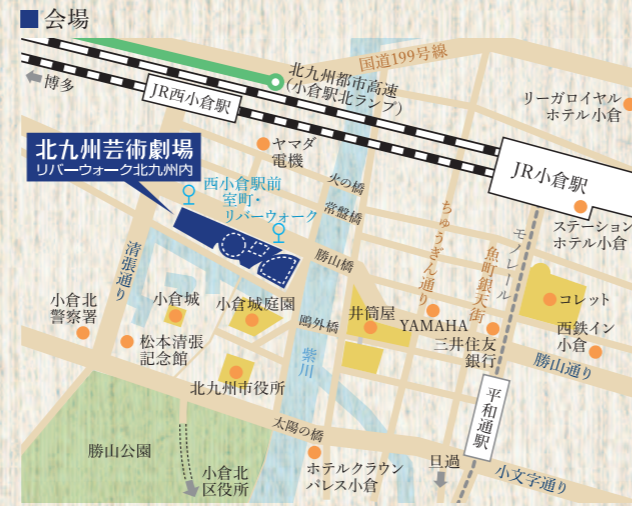 会場
国道199号線
北九州都市高速
(小倉駅北ランプ)
博多
JR西小倉駅
リーガロイヤル
ホテル小倉
北九州芸術劇場
リバーウォーク北九州内
ヤマダ
電機
JR小倉駅
西小倉駅前
室町・
リバーウォーク
火の橋
常盤橋
勝山橋
ステーション
ホテル小倉
ちゅうぎん通り
魚町銀天街
モノレール
清張通り
小倉北
警察署
小倉城
小倉城庭園
鷗外橋
井筒屋
YAMAHA
コレット
松本清張
記念館
三井住友
銀行
西鉄イン
小倉
紫川
勝山通り
北九州市役所
平和通駅
太陽の橋
勝山公園
小倉北
区役所
ホテルクラウン
パレス小倉
旦過
小文字通り